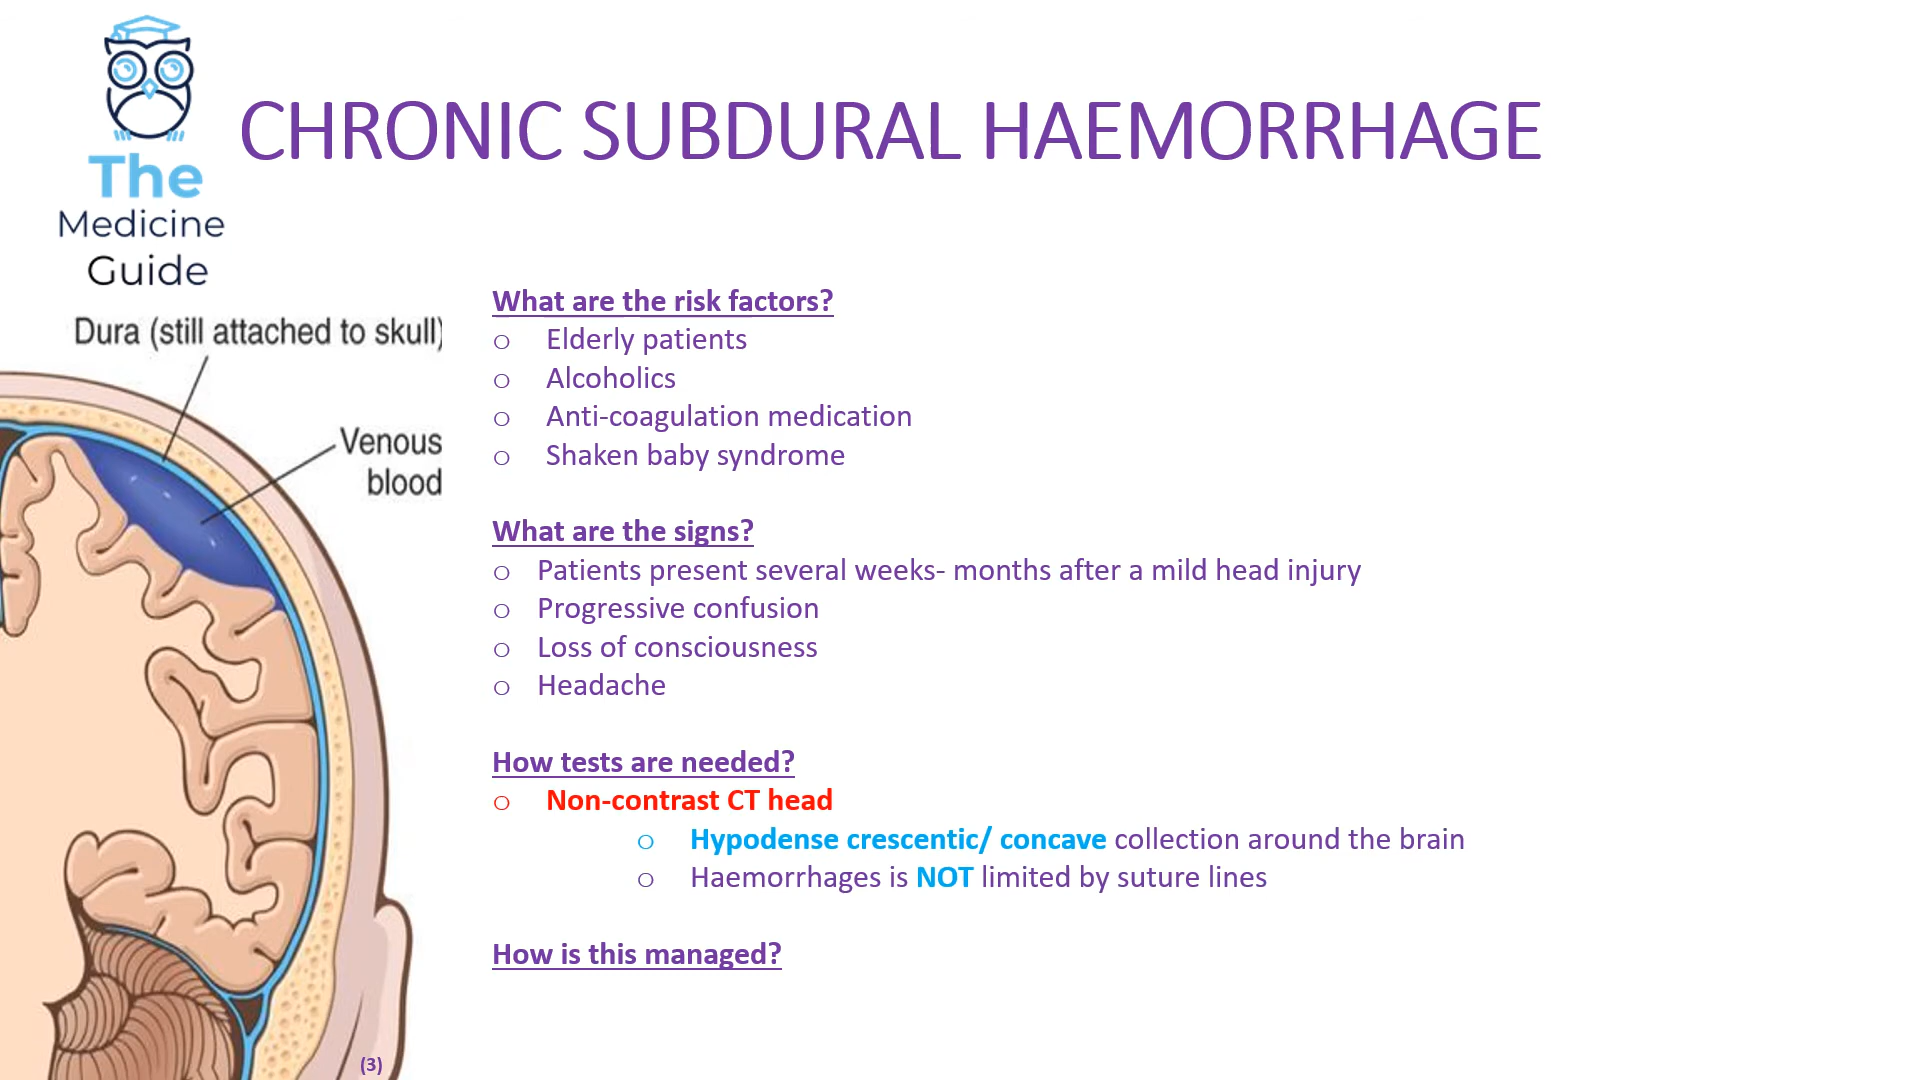 The
Medicine
Guide
CHRONIC SUBDURAL HAEMORRHAGE
Dura (still attached to skull)
Venous
blood
What are the risk factors?
o Elderly patients
o Alcoholics
o Anti-coagulation medication
o Shaken baby syndrome
What are the signs?
o Patients present several weeks- months after a mild head injury
o Progressive confusion
o Loss of consciousness
o Headache
How tests are needed?
o Non-contrast CT head
o Hypodense crescentic/ concave collection around the brain
o Haemorrhages is NOT limited by suture lines
How is this managed?
(3)